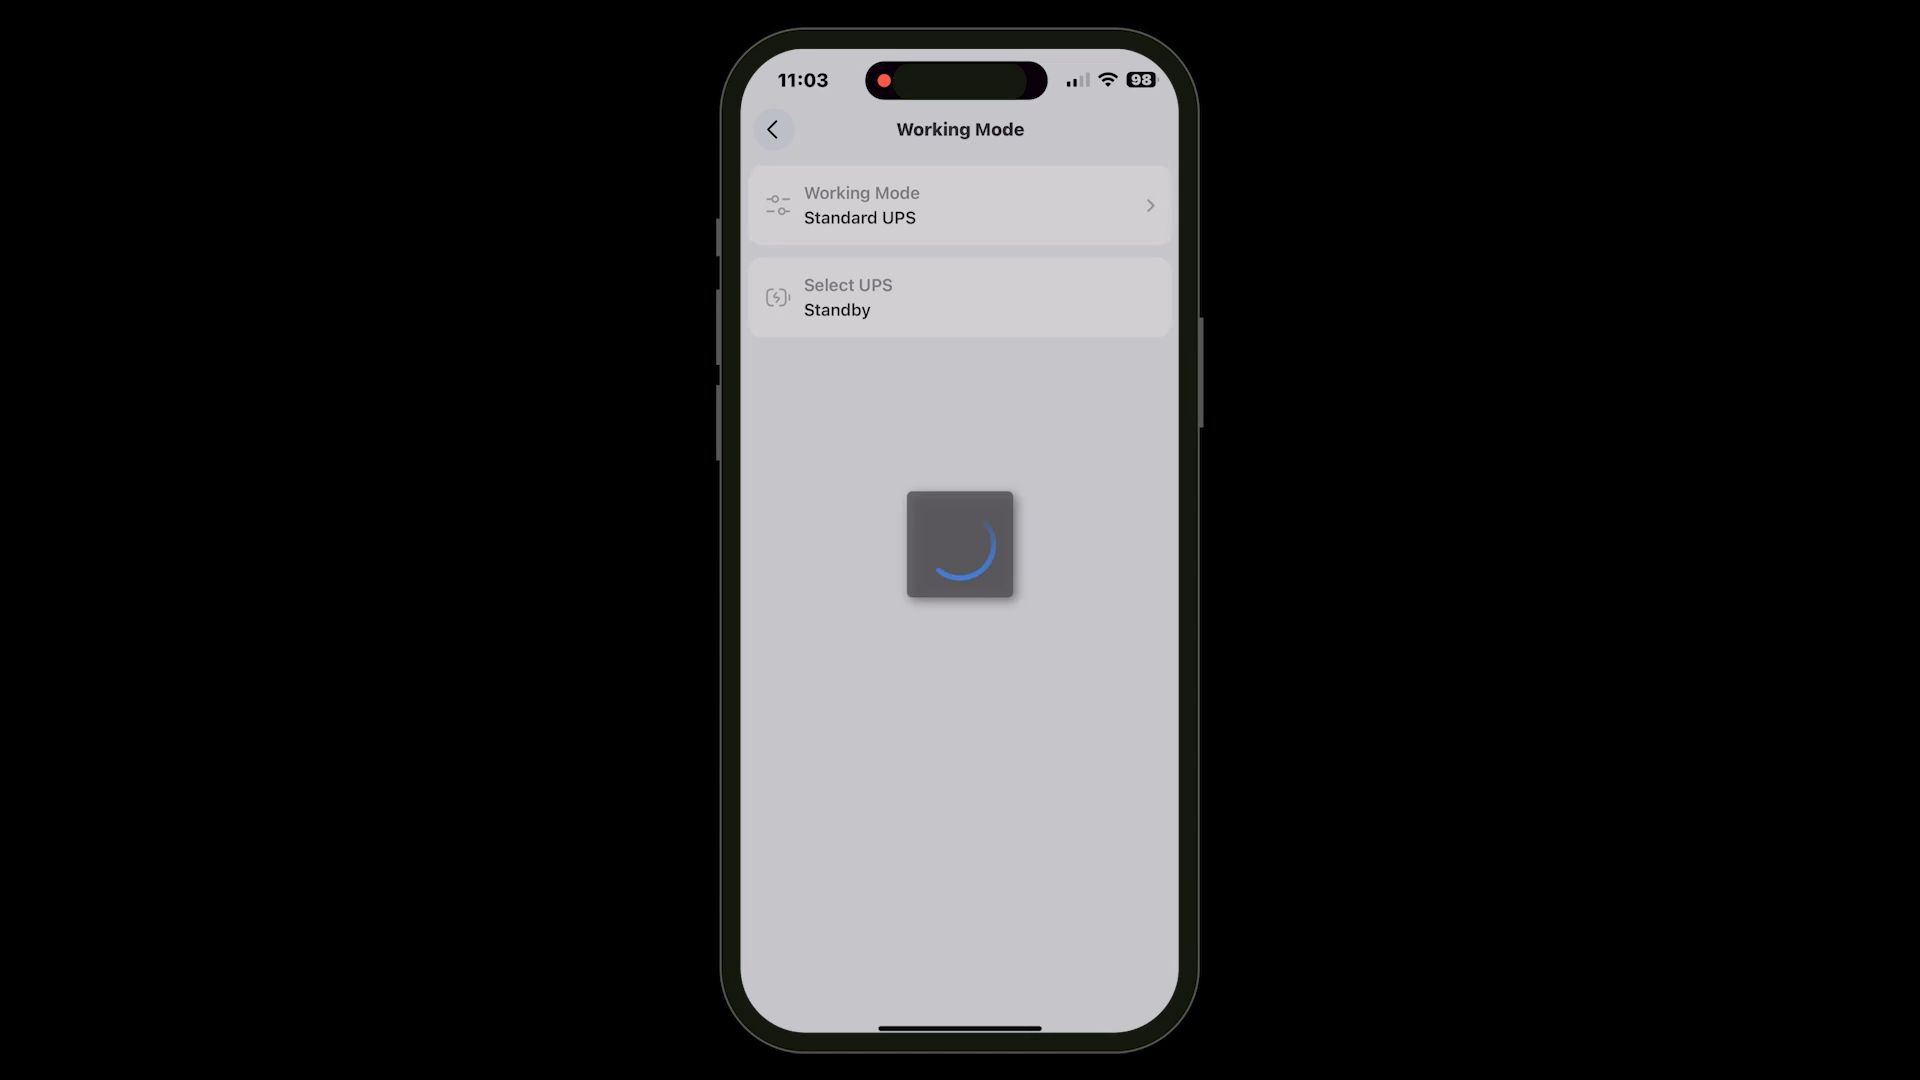 11:03
98
Working Mode
Working Mode
Standard UPS
Select UPS
Standby